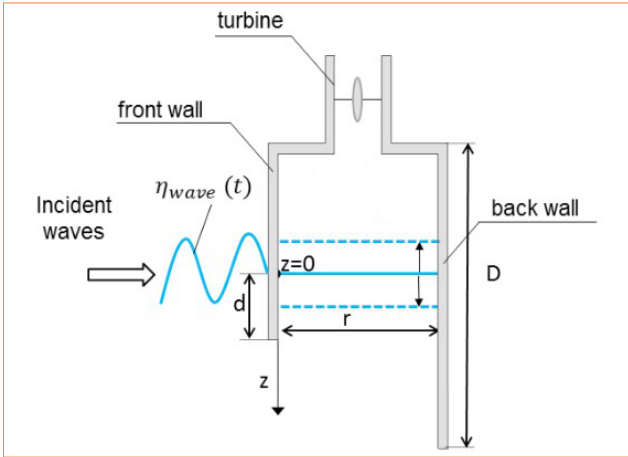 turbine
front wall
η_wave (t)
Incident
waves
back wall
z=0
d
D
r
z